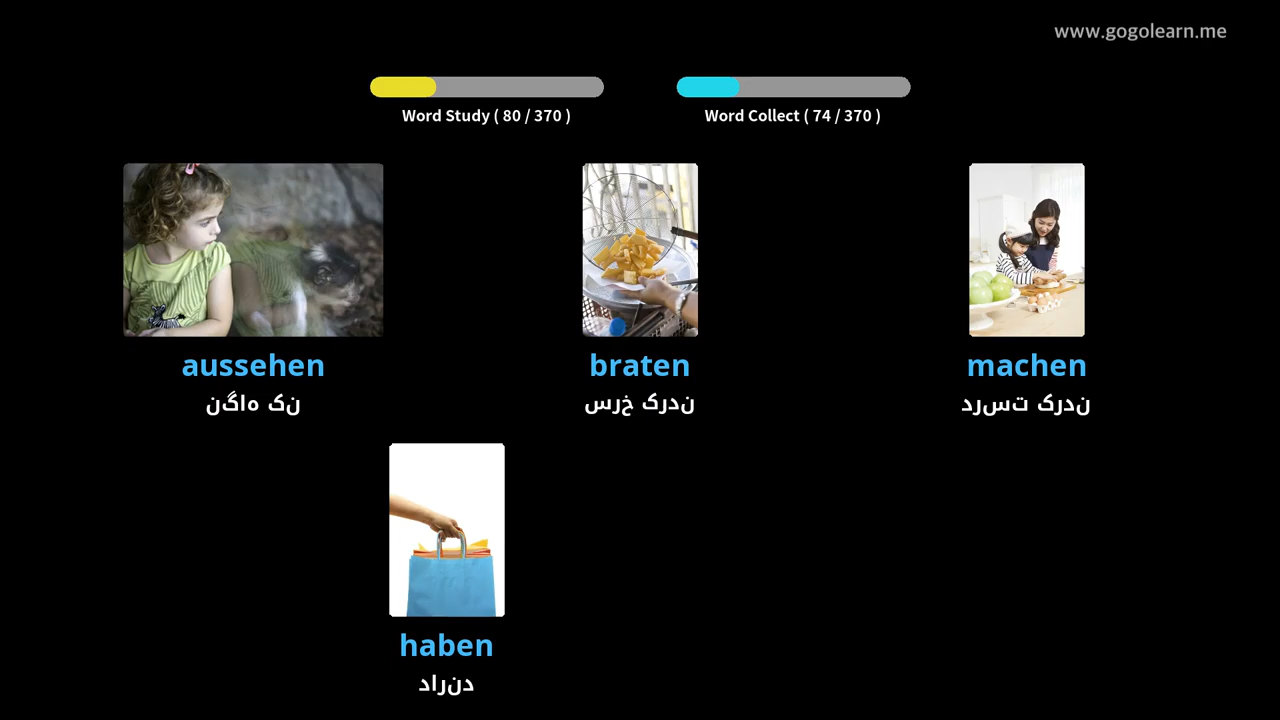 www.gogolearn.me
Word Study ( 80 / 370 )
Word Collect ( 74 / 370 )
aussehen
نک هاگن
braten
ندرک خرس
machen
ندرک تسرد
haben
دنراد